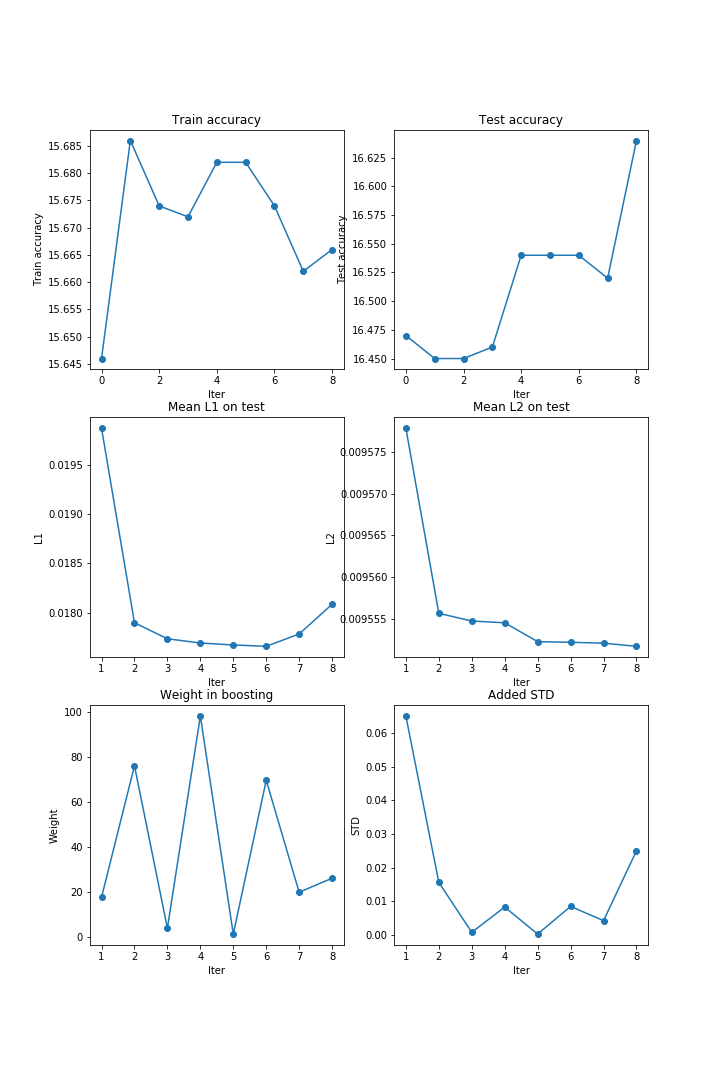 Train accuracy
Train accuracy
15.685
15.680
15.675
15.670
15.665
15.660
15.655
15.650
15.645
0 2 4 6 8
Iter
Test accuracy
Test accuracy
16.625
16.600
16.575
16.550
16.525
16.500
16.475
16.450
0 2 4 6 8
Iter
Mean L1 on test
L1
0.0195
0.0190
0.0185
0.0180
1 2 3 4 5 6 7 8
Iter
Mean L2 on test
L2
0.009575
0.009570
0.009565
0.009560
0.009555
1 2 3 4 5 6 7 8
Iter
Weight in boosting
Weight
100
80
60
40
20
0
1 2 3 4 5 6 7 8
Iter
Added STD
STD
0.06
0.05
0.04
0.03
0.02
0.01
0.00
1 2 3 4 5 6 7 8
Iter